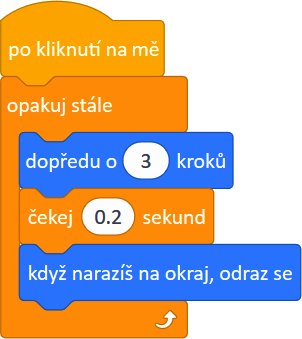 po kliknutí na mě
opakuj stále
dopředu o 3 kroků
čekej 0.2 sekund
když narazíš na okraj, odraz se